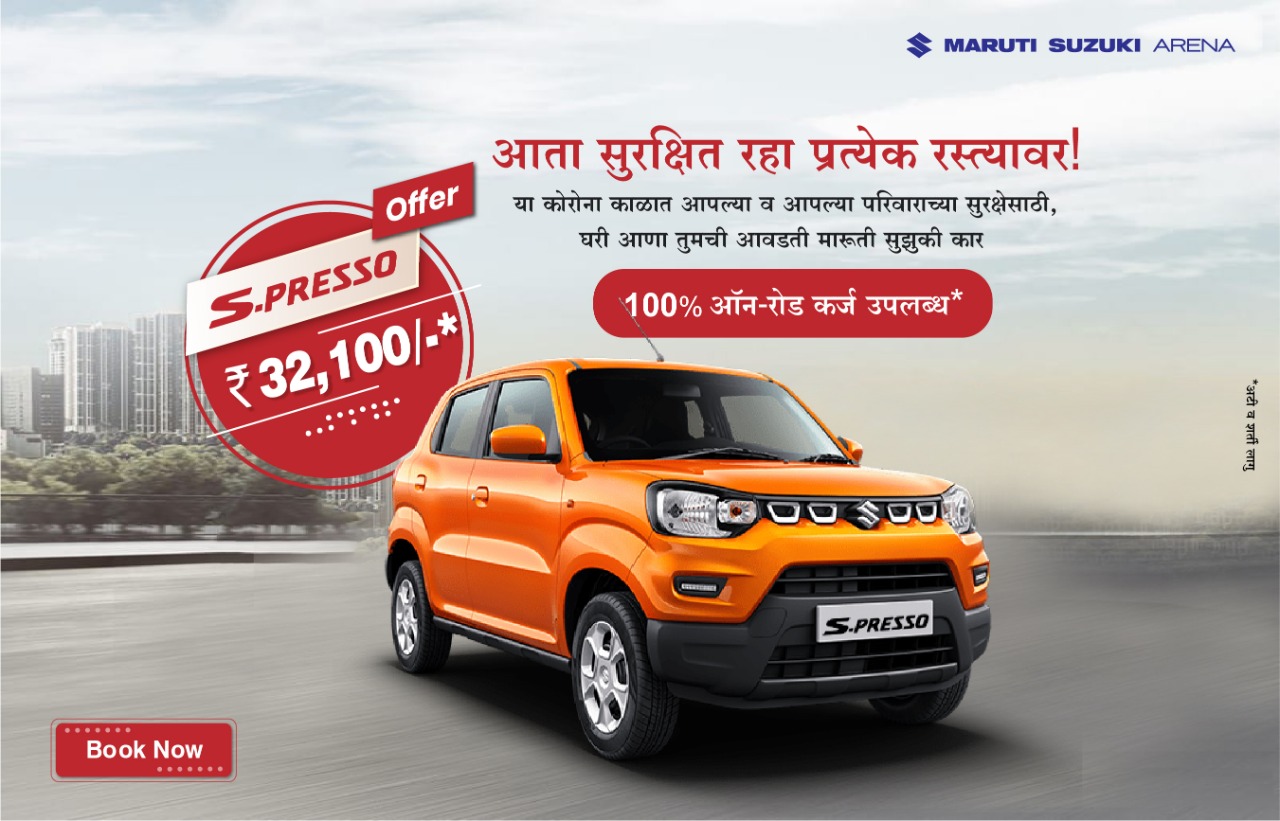 MARUTI SUZUKI ARENA
आता सुरक्षित रहा प्रत्येक रस्त्यावर!
या कोरोना काळात आपल्या व आपल्या परिवाराच्या सुरक्षेसाठी,
घरी आणा तुमची आवडती मारूती सुझुकी कार
100% ऑन-रोड कर्ज उपलब्ध*
Offer
S-PRESSO
₹ 32,100/-*
*अटी व शर्ती लागु
S-PRESSO
Book Now